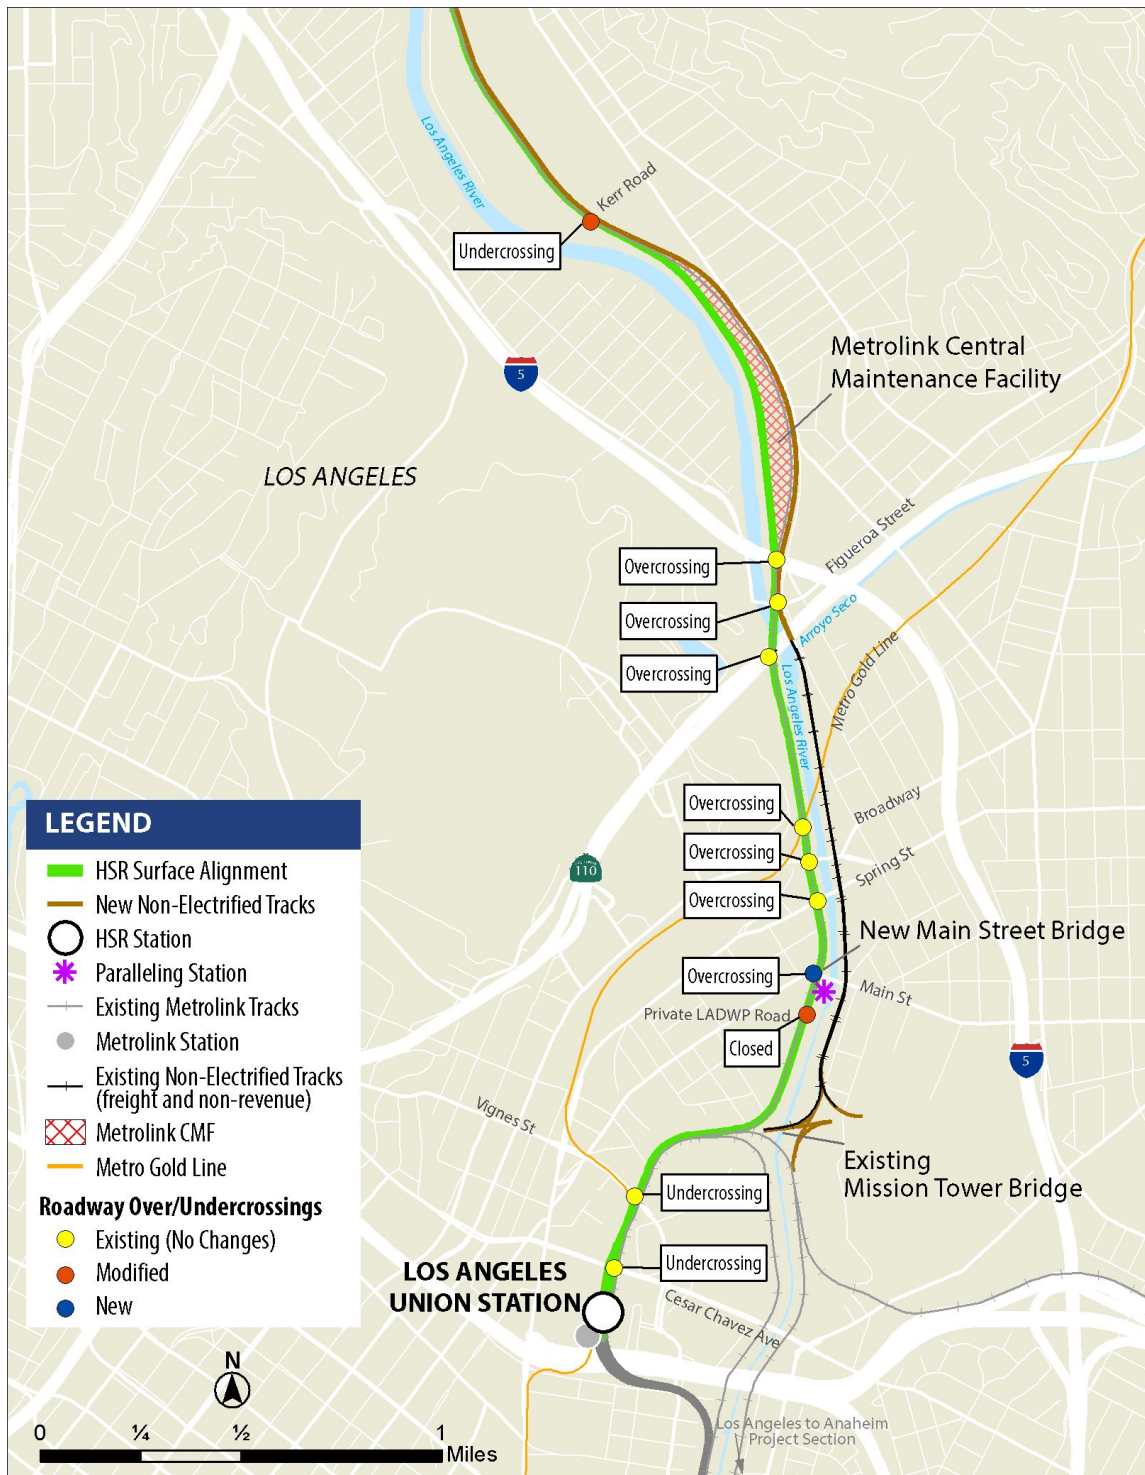 Los Angeles River
Kerr Road
Undercrossing
Metrolink Central
Maintenance Facility
5
LOS ANGELES
Figueroa Street
Overcrossing
Overcrossing
Arroyo Seco
Overcrossing
Metro Gold Line
Los Angeles River
Overcrossing
Broadway
Overcrossing
Spring St
110
Overcrossing
New Main Street Bridge
Overcrossing
Main St
Private LADWP Road
Closed
5
Vignes St
Existing
Mission Tower Bridge
Undercrossing
Undercrossing
LOS ANGELES
UNION STATION
Cesar Chavez Ave
Los Angeles to Anaheim
Project Section
LEGEND
HSR Surface Alignment
New Non-Electrified Tracks
HSR Station
Paralleling Station
Existing Metrolink Tracks
Metrolink Station
Existing Non-Electrified Tracks
(freight and non-revenue)
Metrolink CMF
Metro Gold Line
Roadway Over/Undercrossings
Existing (No Changes)
Modified
New
N
0 ¼ ½ 1
Miles